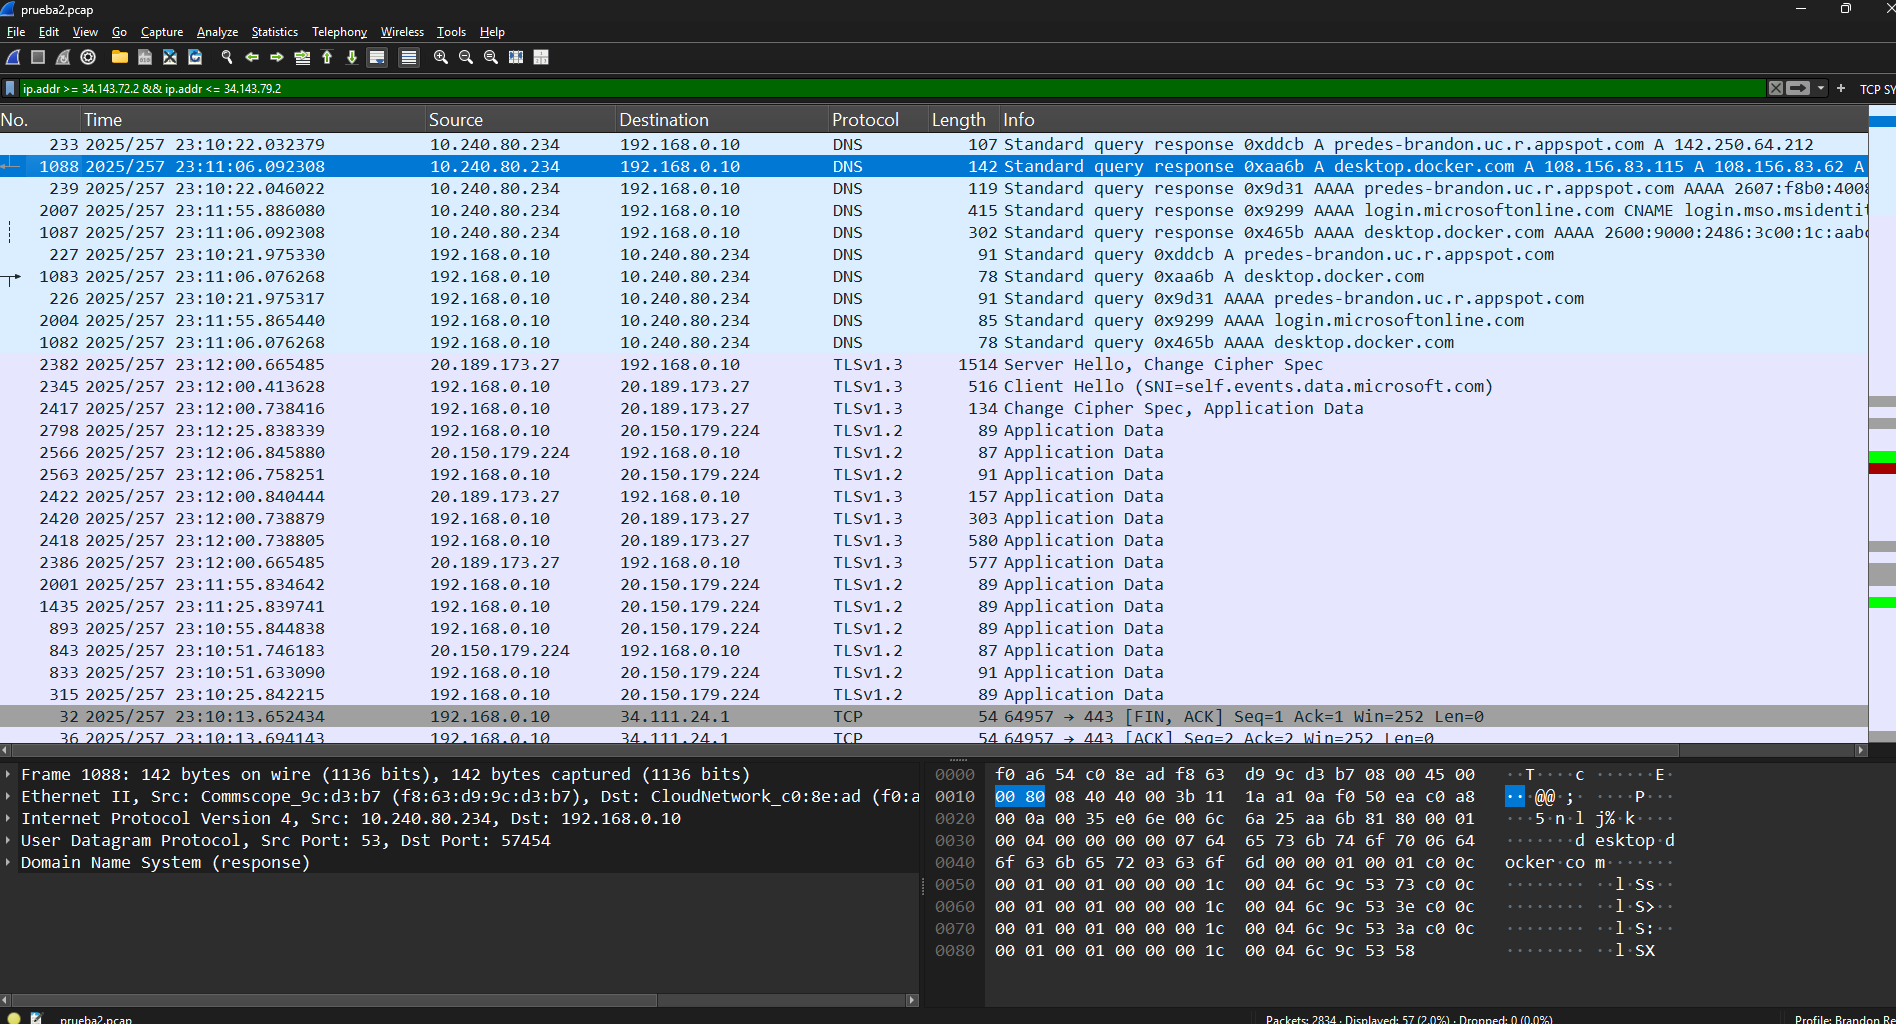 prueba2.pcap
File Edit View Go Capture Analyze Statistics Telephony Wireless Tools Help
ip.addr >= 34.143.72.2 && ip.addr <= 34.143.79.2
TCP SY
No. Time Source Destination Protocol Length Info
233 2025/257 23:10:22.032379 10.240.80.234 192.168.0.10 DNS 107 Standard query response 0xddcb A predes-brandon.uc.r.appspot.com A 142.250.64.212
1088 2025/257 23:11:06.092308 10.240.80.234 192.168.0.10 DNS 142 Standard query response 0xaa6b A desktop.docker.com A 108.156.83.115 A 108.156.83.62 A
239 2025/257 23:10:22.046022 10.240.80.234 192.168.0.10 DNS 119 Standard query response 0x9d31 AAAA predes-brandon.uc.r.appspot.com AAAA 2607:f8b0:4008
2007 2025/257 23:11:55.886080 10.240.80.234 192.168.0.10 DNS 415 Standard query response 0x9299 AAAA login.microsoftonline.com CNAME login.mso.msidentit
1087 2025/257 23:11:06.092308 10.240.80.234 192.168.0.10 DNS 302 Standard query response 0x465b AAAA desktop.docker.com AAAA 2600:9000:2486:3c00:1c:aabc
227 2025/257 23:10:21.975330 192.168.0.10 10.240.80.234 DNS 91 Standard query 0xddcb A predes-brandon.uc.r.appspot.com
1083 2025/257 23:11:06.076268 192.168.0.10 10.240.80.234 DNS 78 Standard query 0xaa6b A desktop.docker.com
226 2025/257 23:10:21.975317 192.168.0.10 10.240.80.234 DNS 91 Standard query 0x9d31 AAAA predes-brandon.uc.r.appspot.com
2004 2025/257 23:11:55.865440 192.168.0.10 10.240.80.234 DNS 85 Standard query 0x9299 AAAA login.microsoftonline.com
1082 2025/257 23:11:06.076268 192.168.0.10 10.240.80.234 DNS 78 Standard query 0x465b AAAA desktop.docker.com
2382 2025/257 23:12:00.665485 20.189.173.27 192.168.0.10 TLSv1.3 1514 Server Hello, Change Cipher Spec
2345 2025/257 23:12:00.413628 192.168.0.10 20.189.173.27 TLSv1.3 516 Client Hello (SNI=self.events.data.microsoft.com)
2417 2025/257 23:12:00.738416 192.168.0.10 20.189.173.27 TLSv1.3 134 Change Cipher Spec, Application Data
2798 2025/257 23:12:25.838339 192.168.0.10 20.150.179.224 TLSv1.2 89 Application Data
2566 2025/257 23:12:06.845880 20.150.179.224 192.168.0.10 TLSv1.2 87 Application Data
2563 2025/257 23:12:06.758251 192.168.0.10 20.150.179.224 TLSv1.2 91 Application Data
2422 2025/257 23:12:00.840444 20.189.173.27 192.168.0.10 TLSv1.3 157 Application Data
2420 2025/257 23:12:00.738879 192.168.0.10 20.189.173.27 TLSv1.3 303 Application Data
2418 2025/257 23:12:00.738805 192.168.0.10 20.189.173.27 TLSv1.3 580 Application Data
2386 2025/257 23:12:00.665485 20.189.173.27 192.168.0.10 TLSv1.3 577 Application Data
2001 2025/257 23:11:55.834642 192.168.0.10 20.150.179.224 TLSv1.2 89 Application Data
1435 2025/257 23:11:25.839741 192.168.0.10 20.150.179.224 TLSv1.2 89 Application Data
893 2025/257 23:10:55.844838 192.168.0.10 20.150.179.224 TLSv1.2 89 Application Data
843 2025/257 23:10:51.746183 20.150.179.224 192.168.0.10 TLSv1.2 87 Application Data
833 2025/257 23:10:51.633090 192.168.0.10 20.150.179.224 TLSv1.2 91 Application Data
315 2025/257 23:10:25.842215 192.168.0.10 20.150.179.224 TLSv1.2 89 Application Data
32 2025/257 23:10:13.652434 192.168.0.10 34.111.24.1 TCP 54 64957 → 443 [FIN, ACK] Seq=1 Ack=1 Win=252 Len=0
36 2025/257 23:10:13.694143 192.168.0.10 34.111.24.1 TCP 54 64957 → 443 [ACK] Seq=2 Ack=2 Win=252 Len=0
Frame 1088: 142 bytes on wire (1136 bits), 142 bytes captured (1136 bits)
Ethernet II, Src: Commscope_9c:d3:b7 (f8:63:d9:9c:d3:b7), Dst: CloudNetwork_c0:8e:ad (f0:a
Internet Protocol Version 4, Src: 10.240.80.234, Dst: 192.168.0.10
User Datagram Protocol, Src Port: 53, Dst Port: 57454
Domain Name System (response)
0000 f0 a6 54 c0 8e ad f8 63 d9 9c d3 b7 08 00 45 00 ··T····c ······E·
0010 00 80 08 40 40 00 3b 11 1a a1 0a f0 50 ea c0 a8 ···@@·;· ····P···
0020 00 0a 00 35 e0 6e 00 6c 6a 25 aa 6b 81 80 00 01 ···5·n·l j%·k····
0030 00 04 00 00 00 00 07 64 65 73 6b 74 6f 70 06 64 ·······d esktop·d
0040 6f 63 6b 65 72 03 63 6f 6d 00 00 01 00 01 c0 0c ocker·co m·······
0050 00 01 00 01 00 00 00 1c 00 04 6c 9c 53 73 c0 0c ········ ··l·Ss··
0060 00 01 00 01 00 00 00 1c 00 04 6c 9c 53 3e c0 0c ········ ··l·S>··
0070 00 01 00 01 00 00 00 1c 00 04 6c 9c 53 3a c0 0c ········ ··l·S:··
0080 00 01 00 01 00 00 00 1c 00 04 6c 9c 53 58 ········ ··l·SX
prueba2.pcap
Packets: 2834 · Displayed: 57 (2.0%) · Dropped: 0 (0.0%)
Profile: Brandon Re